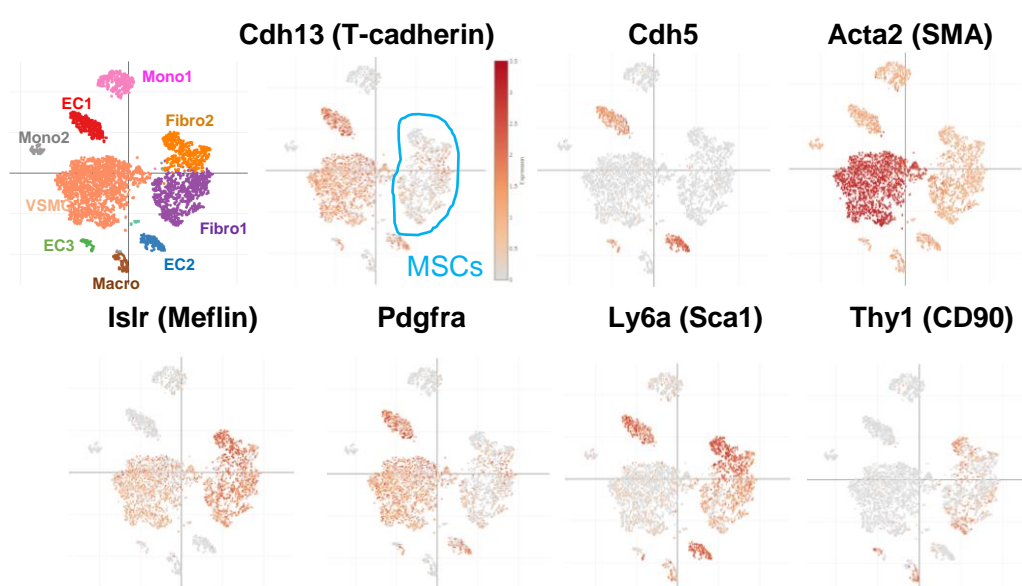 Cdh13 (T-cadherin)
Cdh5
Acta2 (SMA)
Mono1
EC1
Fibro2
Mono2
VSMC
Fibro1
EC3
EC2
Macro
MSCs
Islr (Meflin)
Pdgfra
Ly6a (Sca1)
Thy1 (CD90)